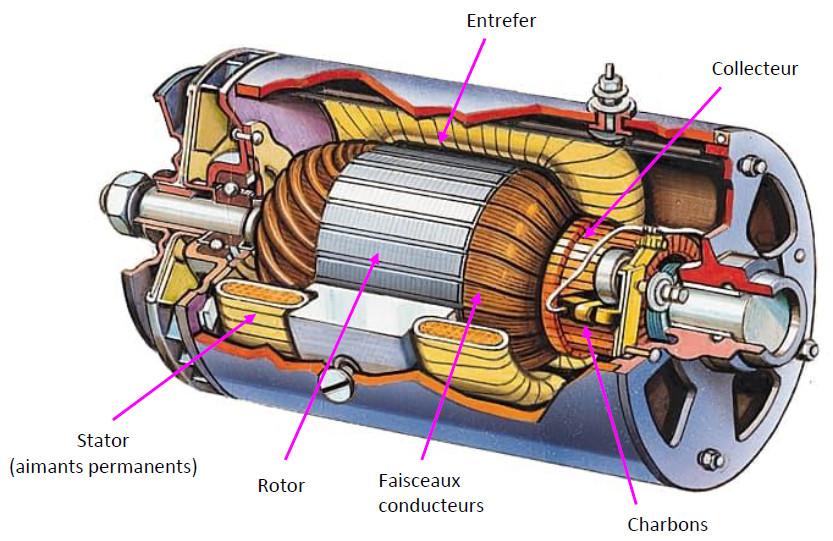 Entrefer
Collecteur
Stator
(aimants permanents)
Rotor
Faisceaux
conducteurs
Charbons